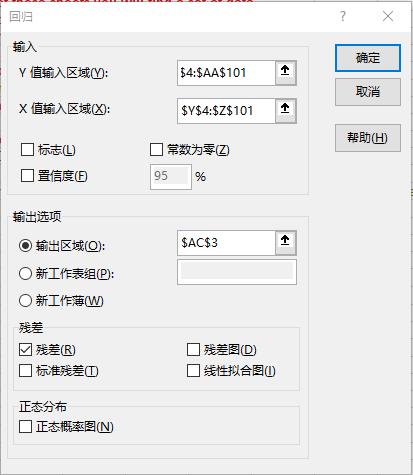 回归
?
输入
Y 值输入区域(Y):
$4:$AA$101
X 值输入区域(X):
$Y$4:$Z$101
标志(L)
常数为零(Z)
置信度(F)
95
%
确定
取消
帮助(H)
输出选项
输出区域(O):
$AC$3
新工作表组(P):
新工作薄(W)
残差
残差(R)
残差图(D)
标准残差(T)
线性拟合图(I)
正态分布
正态概率图(N)